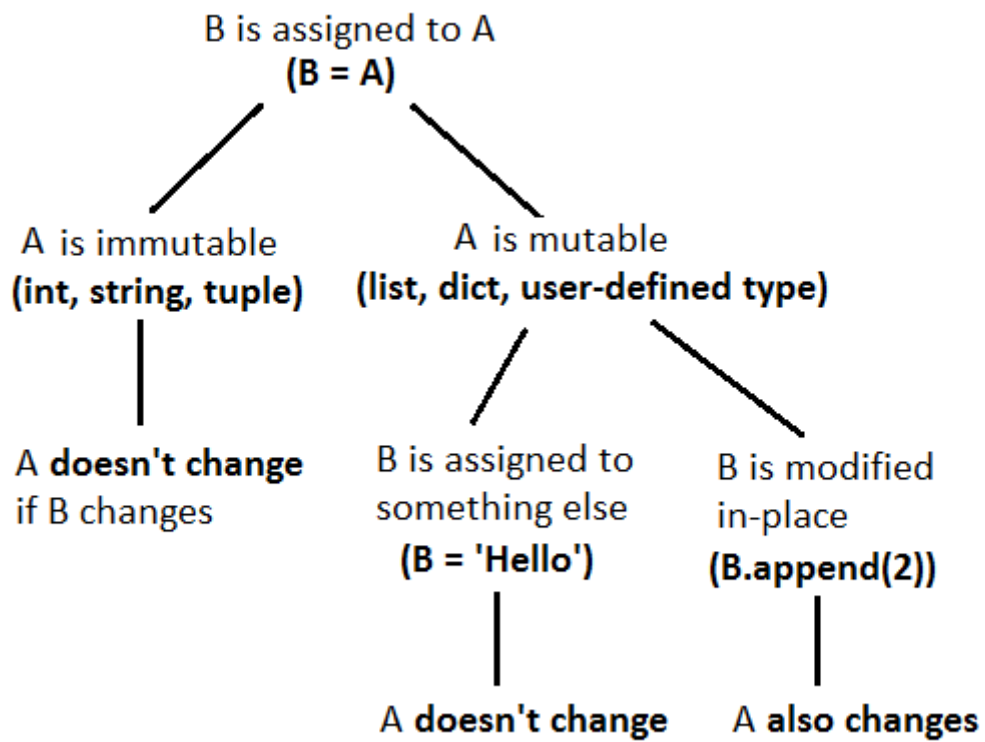 B is assigned to A
(B = A)
A is immutable
(int, string, tuple)
A is mutable
(list, dict, user-defined type)
A doesn't change
if B changes
B is assigned to
something else
(B = 'Hello')
B is modified
in-place
(B.append(2))
A doesn't change
A also changes